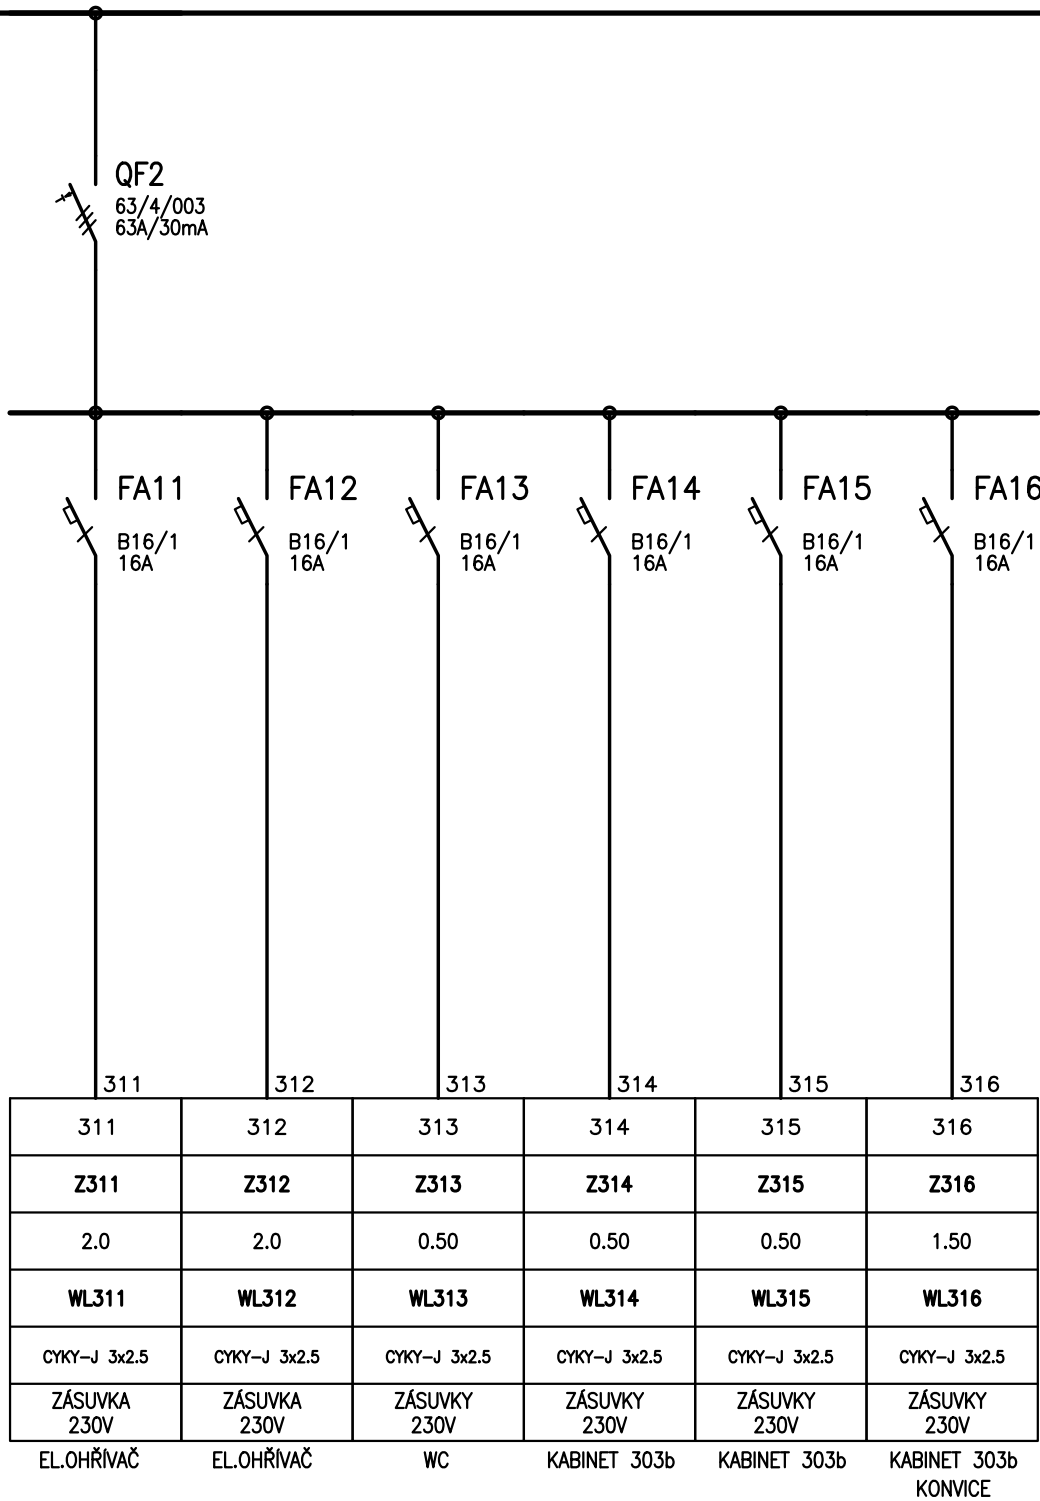 QF2
63/4/003
63A/30mA
FA11 FA12 FA13 FA14 FA15 FA16
B16/1 B16/1 B16/1 B16/1 B16/1 B16/1
16A 16A 16A 16A 16A 16A
311 312 313 314 315 316
311 312 313 314 315 316
Z311 Z312 Z313 Z314 Z315 Z316
2.0 2.0 0.50 0.50 0.50 1.50
WL311 WL312 WL313 WL314 WL315 WL316
CYKY-J 3x2.5 CYKY-J 3x2.5 CYKY-J 3x2.5 CYKY-J 3x2.5 CYKY-J 3x2.5 CYKY-J 3x2.5
ZÁSUVKA ZÁSUVKA ZÁSUVKY ZÁSUVKY ZÁSUVKY ZÁSUVKY
230V 230V 230V 230V 230V 230V
EL.OHŘÍVAČ EL.OHŘÍVAČ WC KABINET 303b KABINET 303b KABINET 303b
KONVICE